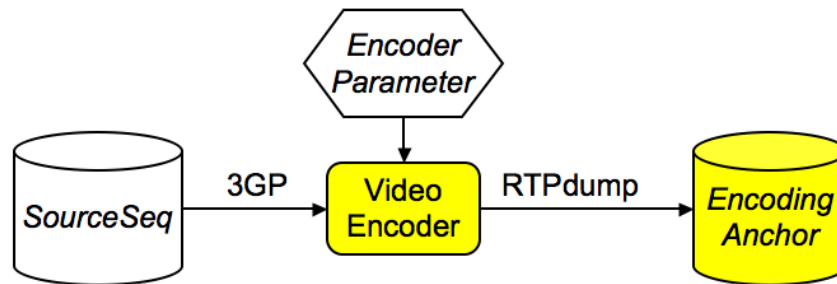 Encoder
Parameter
SourceSeq
3GP
Video
Encoder
RTPdump
Encoding
Anchor